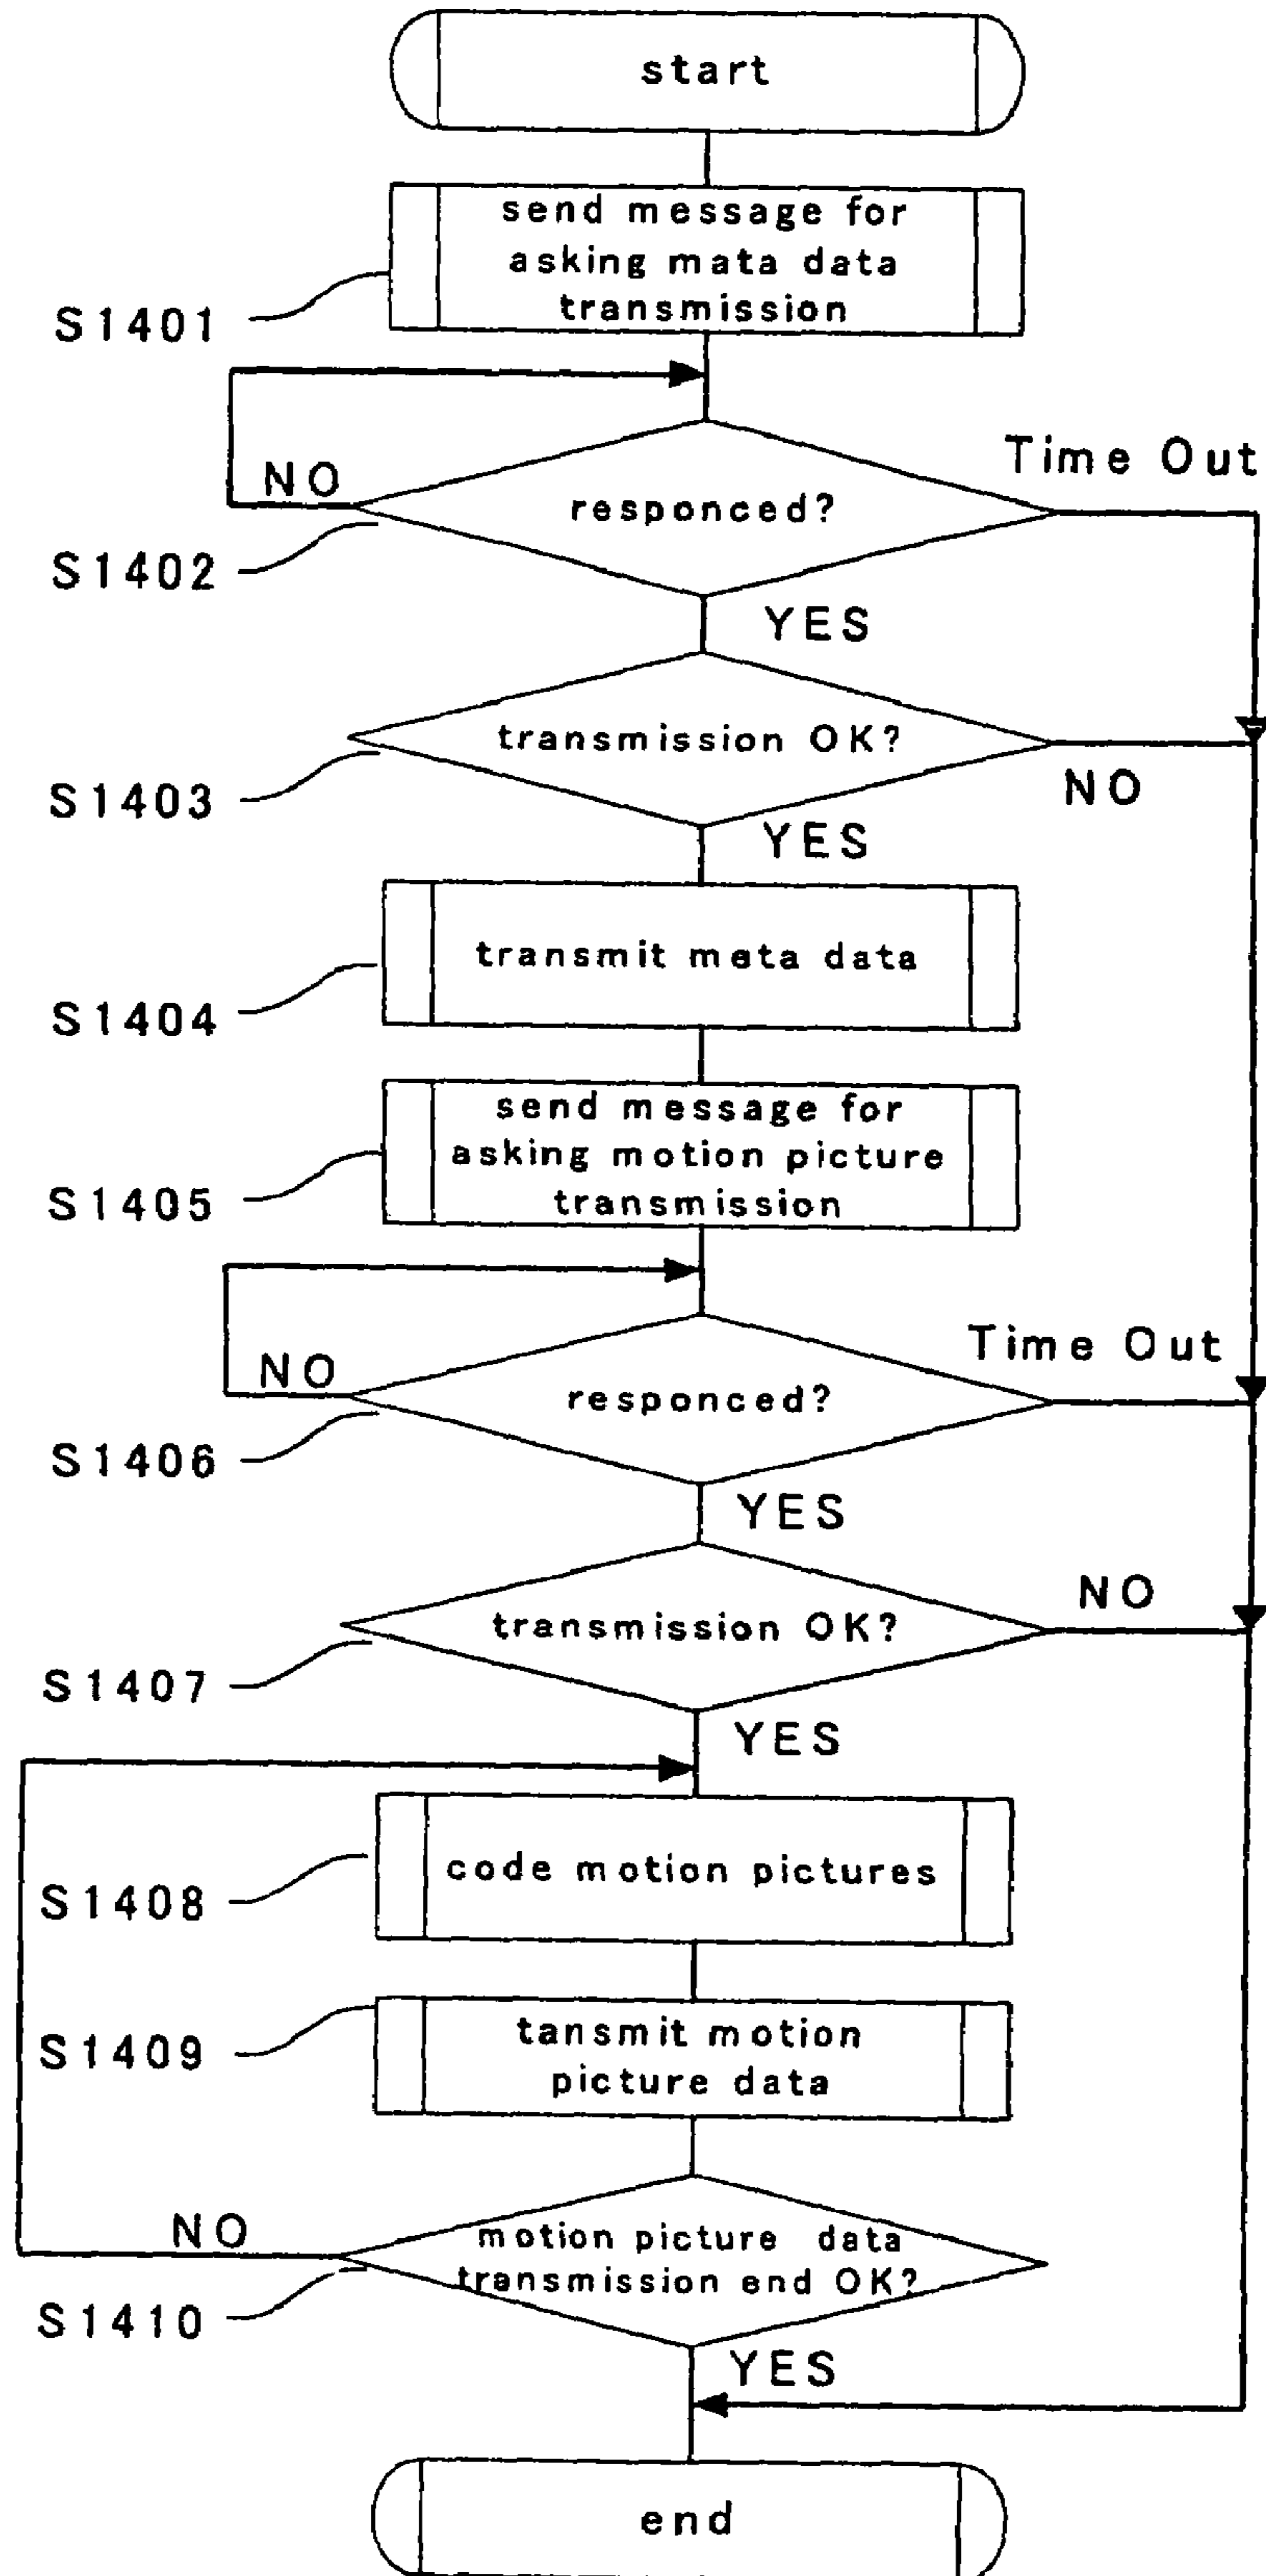 start
send message for
asking mata data
transmission
S1401
NO
Time Out
responced?
S1402
YES
transmission OK?
S1403
NO
YES
transmit meta data
S1404
send message for
asking motion picture
transmission
S1405
NO
Time Out
responced?
S1406
YES
transmission OK?
NO
S1407
YES
code motion pictures
S1408
tansmit motion
picture data
S1409
NO
motion picture data
transmission end OK?
S1410
YES
end